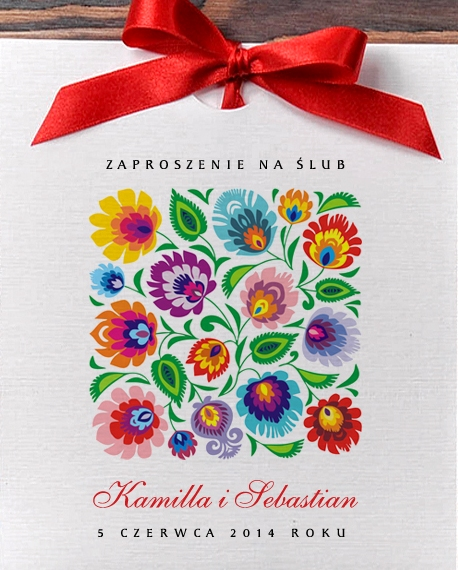 ZAPROSZENIE NA ŚLUB
Kamilla i Sebastian
5 CZERWCA 2014 ROKU